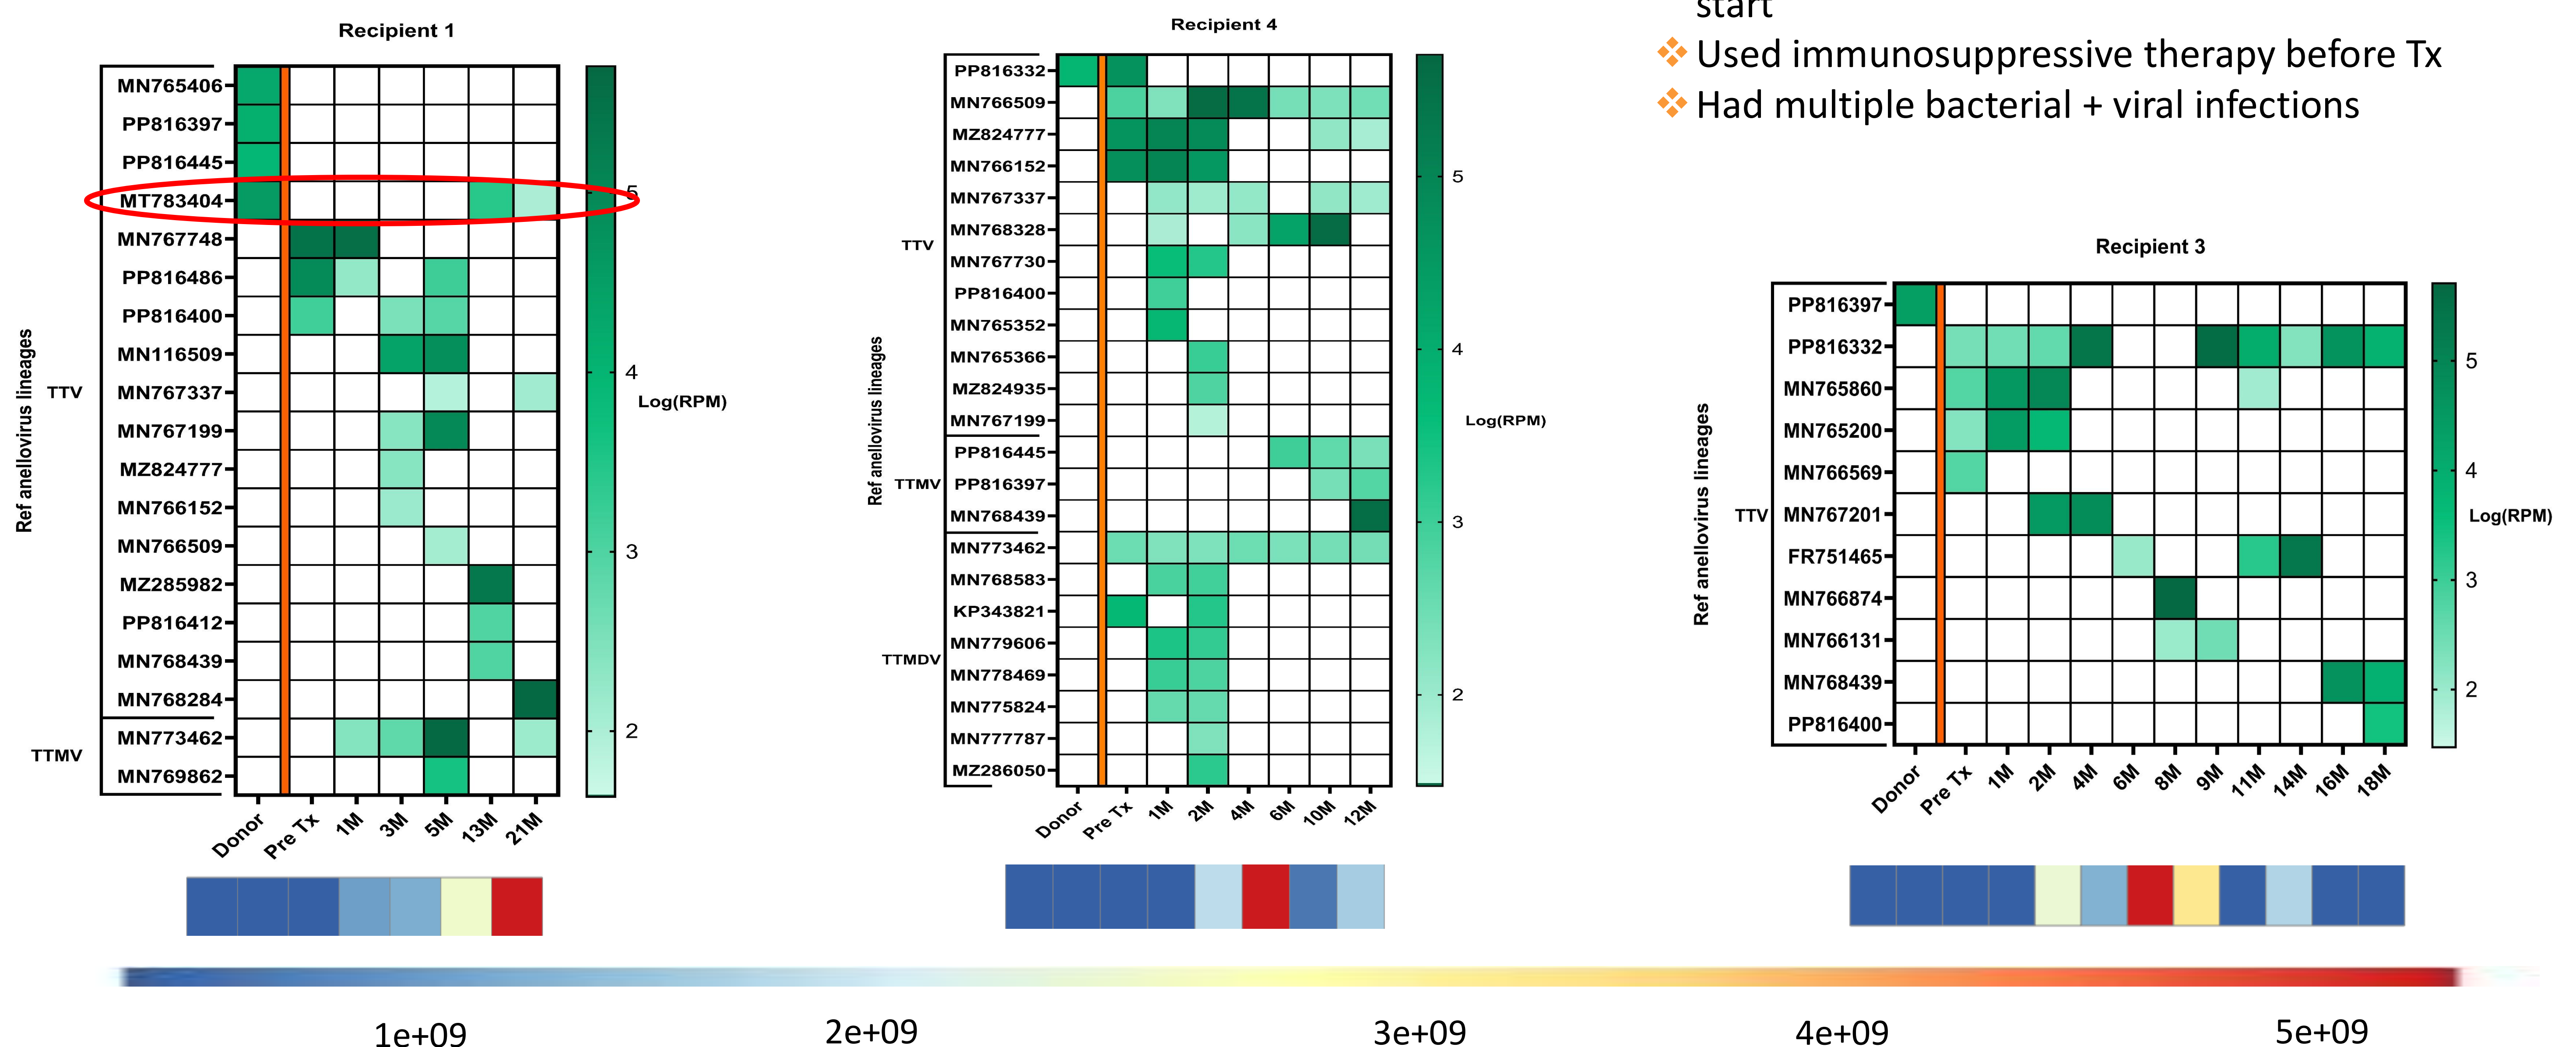 start
❖ Used immunosuppressive therapy before Tx
❖ Had multiple bacterial + viral infections
Recipient 1
Ref anellovirus lineages
TTV
TTMV
MN765406
PP816397
PP816445
MT783404
MN767748
PP816486
PP816400
MN116509
MN767337
MN767199
MZ824777
MN766152
MN766509
MZ285982
PP816412
MN768439
MN768284
MN773462
MN769862
Donor
Pre Tx
1M
3M
5M
13M
21M
5
4
3
2
Log(RPM)
Recipient 4
Ref anellovirus lineages
TTV
TTMV
TTMDV
PP816332
MN766509
MZ824777
MN766152
MN767337
MN768328
MN767730
PP816400
MN765352
MN765366
MZ824935
MN767199
PP816445
PP816397
MN768439
MN773462
MN768583
KP343821
MN779606
MN778469
MN775824
MN777787
MZ286050
Donor
Pre Tx
1M
2M
4M
6M
10M
12M
5
4
3
2
Log(RPM)
Recipient 3
Ref anellovirus lineages
TTV
PP816397
PP816332
MN765860
MN765200
MN766569
MN767201
FR751465
MN766874
MN766131
MN768439
PP816400
Donor
Pre Tx
1M
2M
4M
6M
8M
9M
11M
14M
16M
18M
5
4
3
2
Log(RPM)
1e+09
2e+09
3e+09
4e+09
5e+09